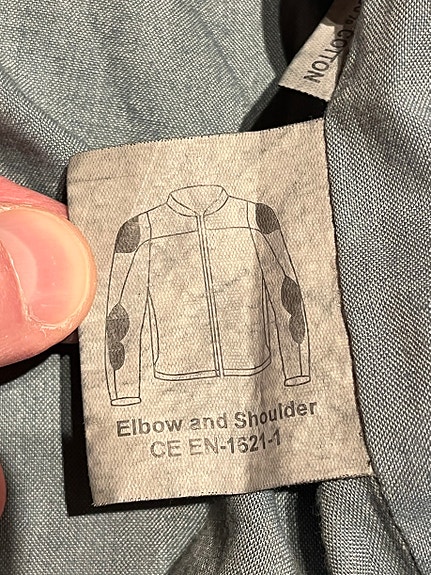 % COTTON
Elbow and Shoulder
CE EN-1621-1